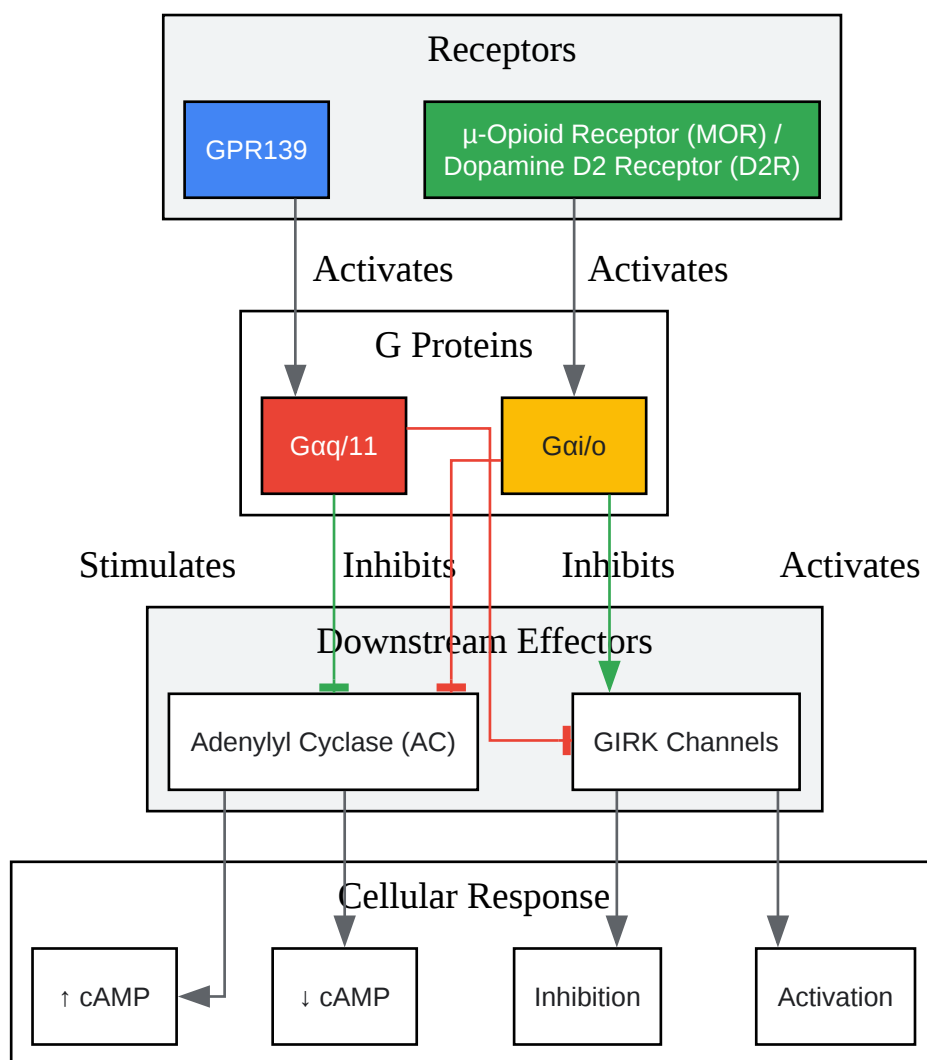 Receptors
GPR139
µ-Opioid Receptor (MOR) /
Dopamine D2 Receptor (D2R)
Activates
Activates
G Proteins
Gαq/11
Gαi/o
Stimulates
Inhibits
Inhibits
Activates
Downstream Effectors
Adenylyl Cyclase (AC)
GIRK Channels
Cellular Response
↑ cAMP
↓ cAMP
Inhibition
Activation